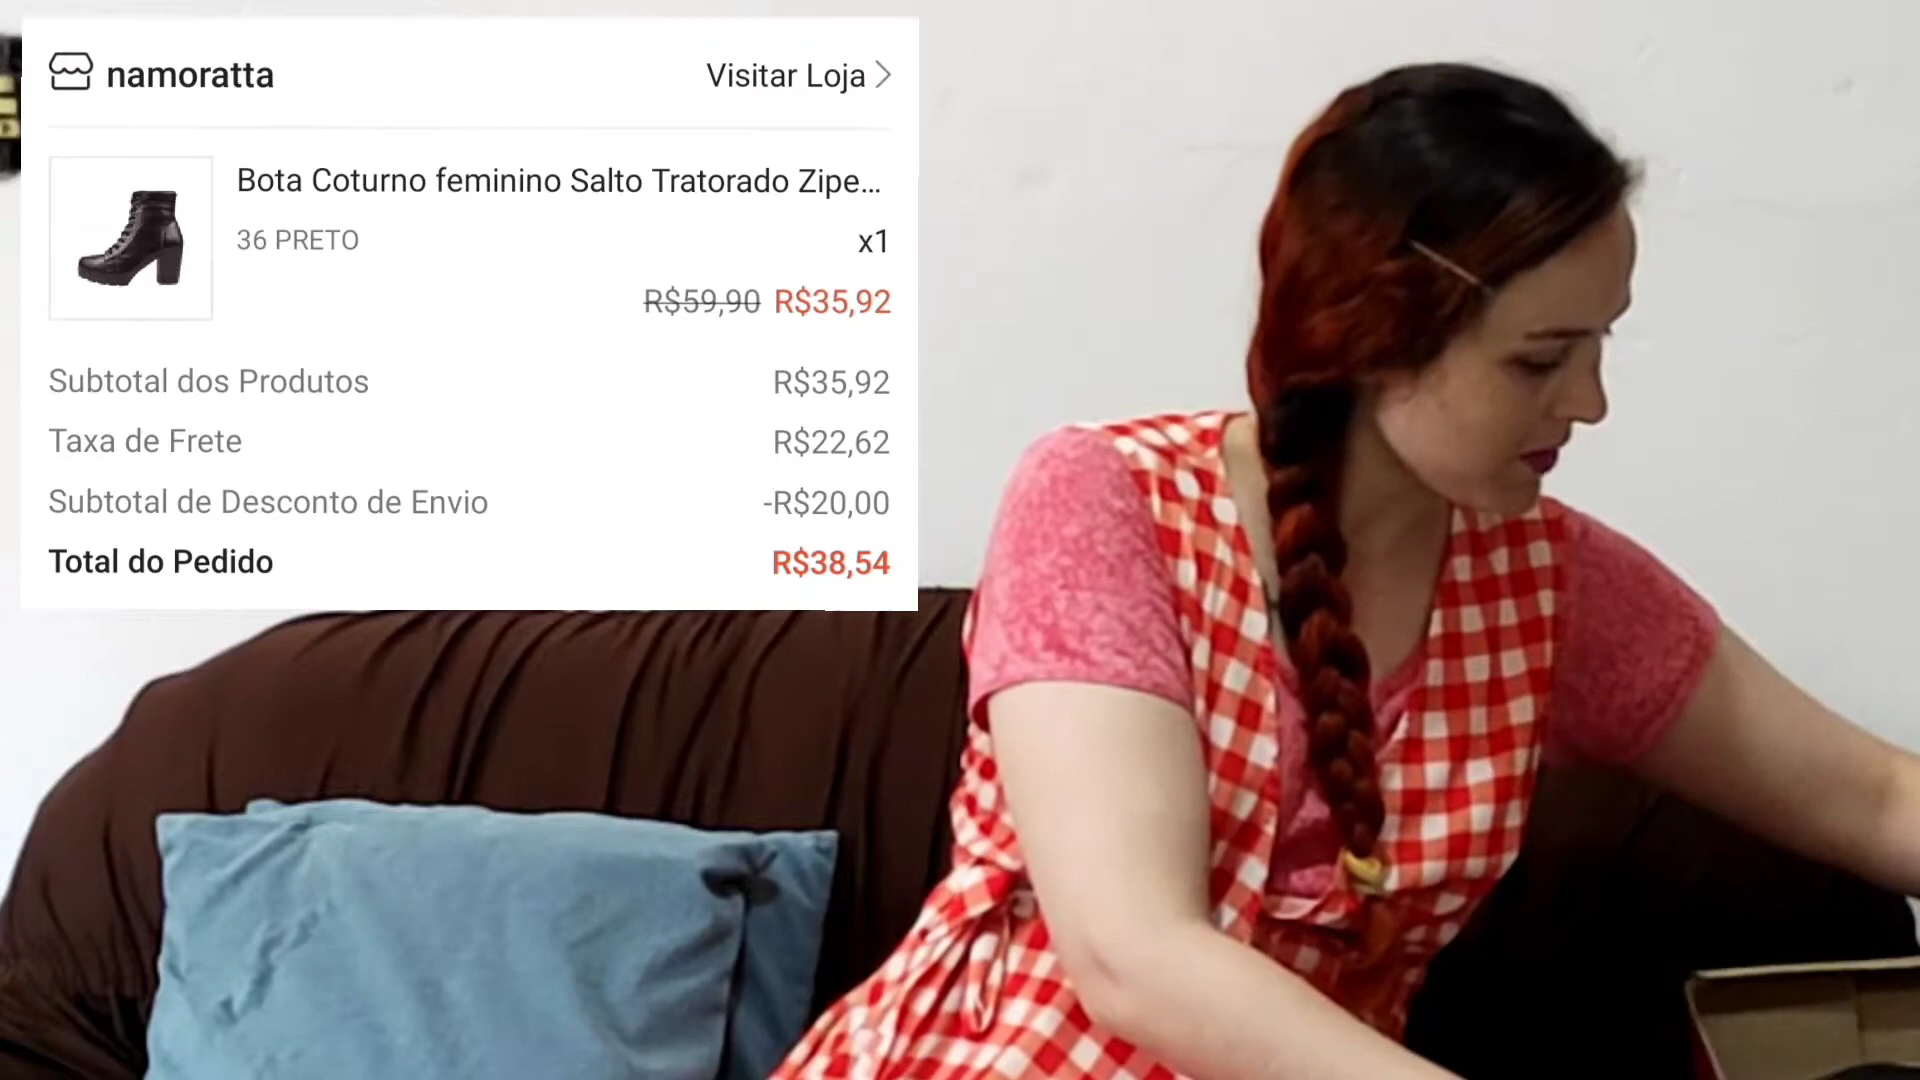 namoratta
Visitar Loja
Bota Coturno feminino Salto Tratorado Zipe...
36 PRETO
x1
R$59,90 R$35,92
Subtotal dos Produtos R$35,92
Taxa de Frete R$22,62
Subtotal de Desconto de Envio -R$20,00
Total do Pedido R$38,54